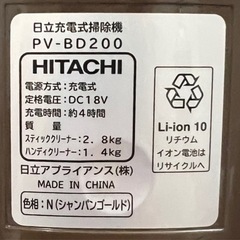 日立充電式掃除機
PV-BD200
HITACHI
電源方式：充電式
定格電圧：DC18V
充電時間：約4時間
スティッククリーナー：2.8kg
ハンディクリーナー：1.4kg
日立アプライアンス（株）
MADE IN CHINA
色相：N（シャンパンゴールド）
Li-ion 10
リチウム
イオン電池は
リサイクルへ